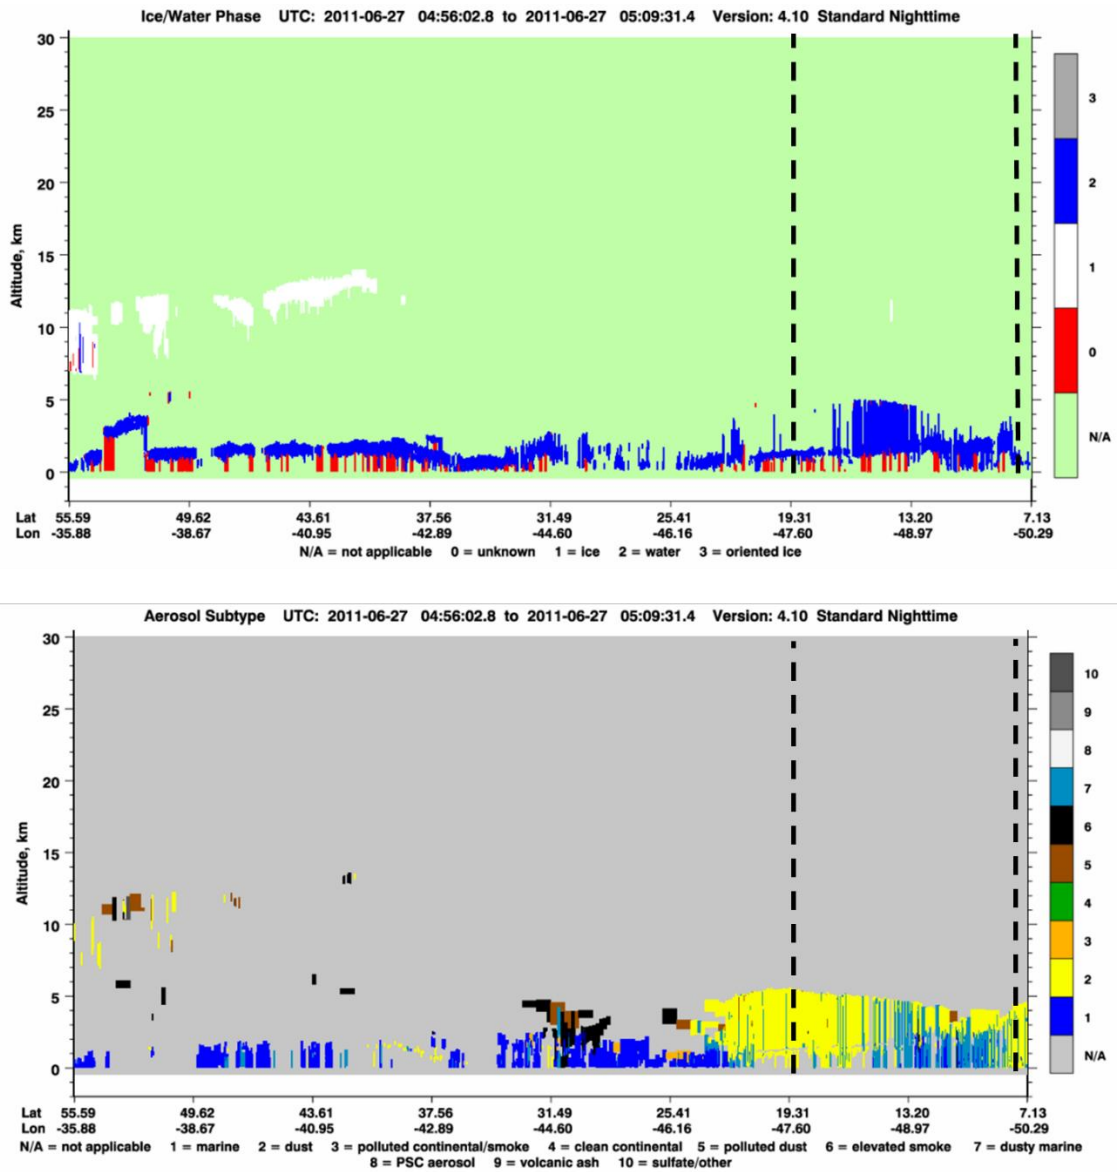 Ice/Water Phase UTC: 2011-06-27 04:56:02.8 to 2011-06-27 05:09:31.4 Version: 4.10 Standard Nighttime
30
25
20
15
10
5
0
Altitude, km
3
2
1
0
N/A
Lat 55.59 49.62 43.61 37.56 31.49 25.41 19.31 13.20 7.13
Lon -35.88 -38.67 -40.95 -42.89 -44.60 -46.16 -47.60 -48.97 -50.29
N/A = not applicable 0 = unknown 1 = ice 2 = water 3 = oriented ice
Aerosol Subtype UTC: 2011-06-27 04:56:02.8 to 2011-06-27 05:09:31.4 Version: 4.10 Standard Nighttime
30
25
20
15
10
5
0
Altitude, km
10
9
8
7
6
5
4
3
2
1
N/A
Lat 55.59 49.62 43.61 37.56 31.49 25.41 19.31 13.20 7.13
Lon -35.88 -38.67 -40.95 -42.89 -44.60 -46.16 -47.60 -48.97 -50.29
N/A = not applicable 1 = marine 2 = dust 3 = polluted continental/smoke 4 = clean continental 5 = polluted dust 6 = elevated smoke 7 = dusty marine
8 = PSC aerosol 9 = volcanic ash 10 = sulfate/other